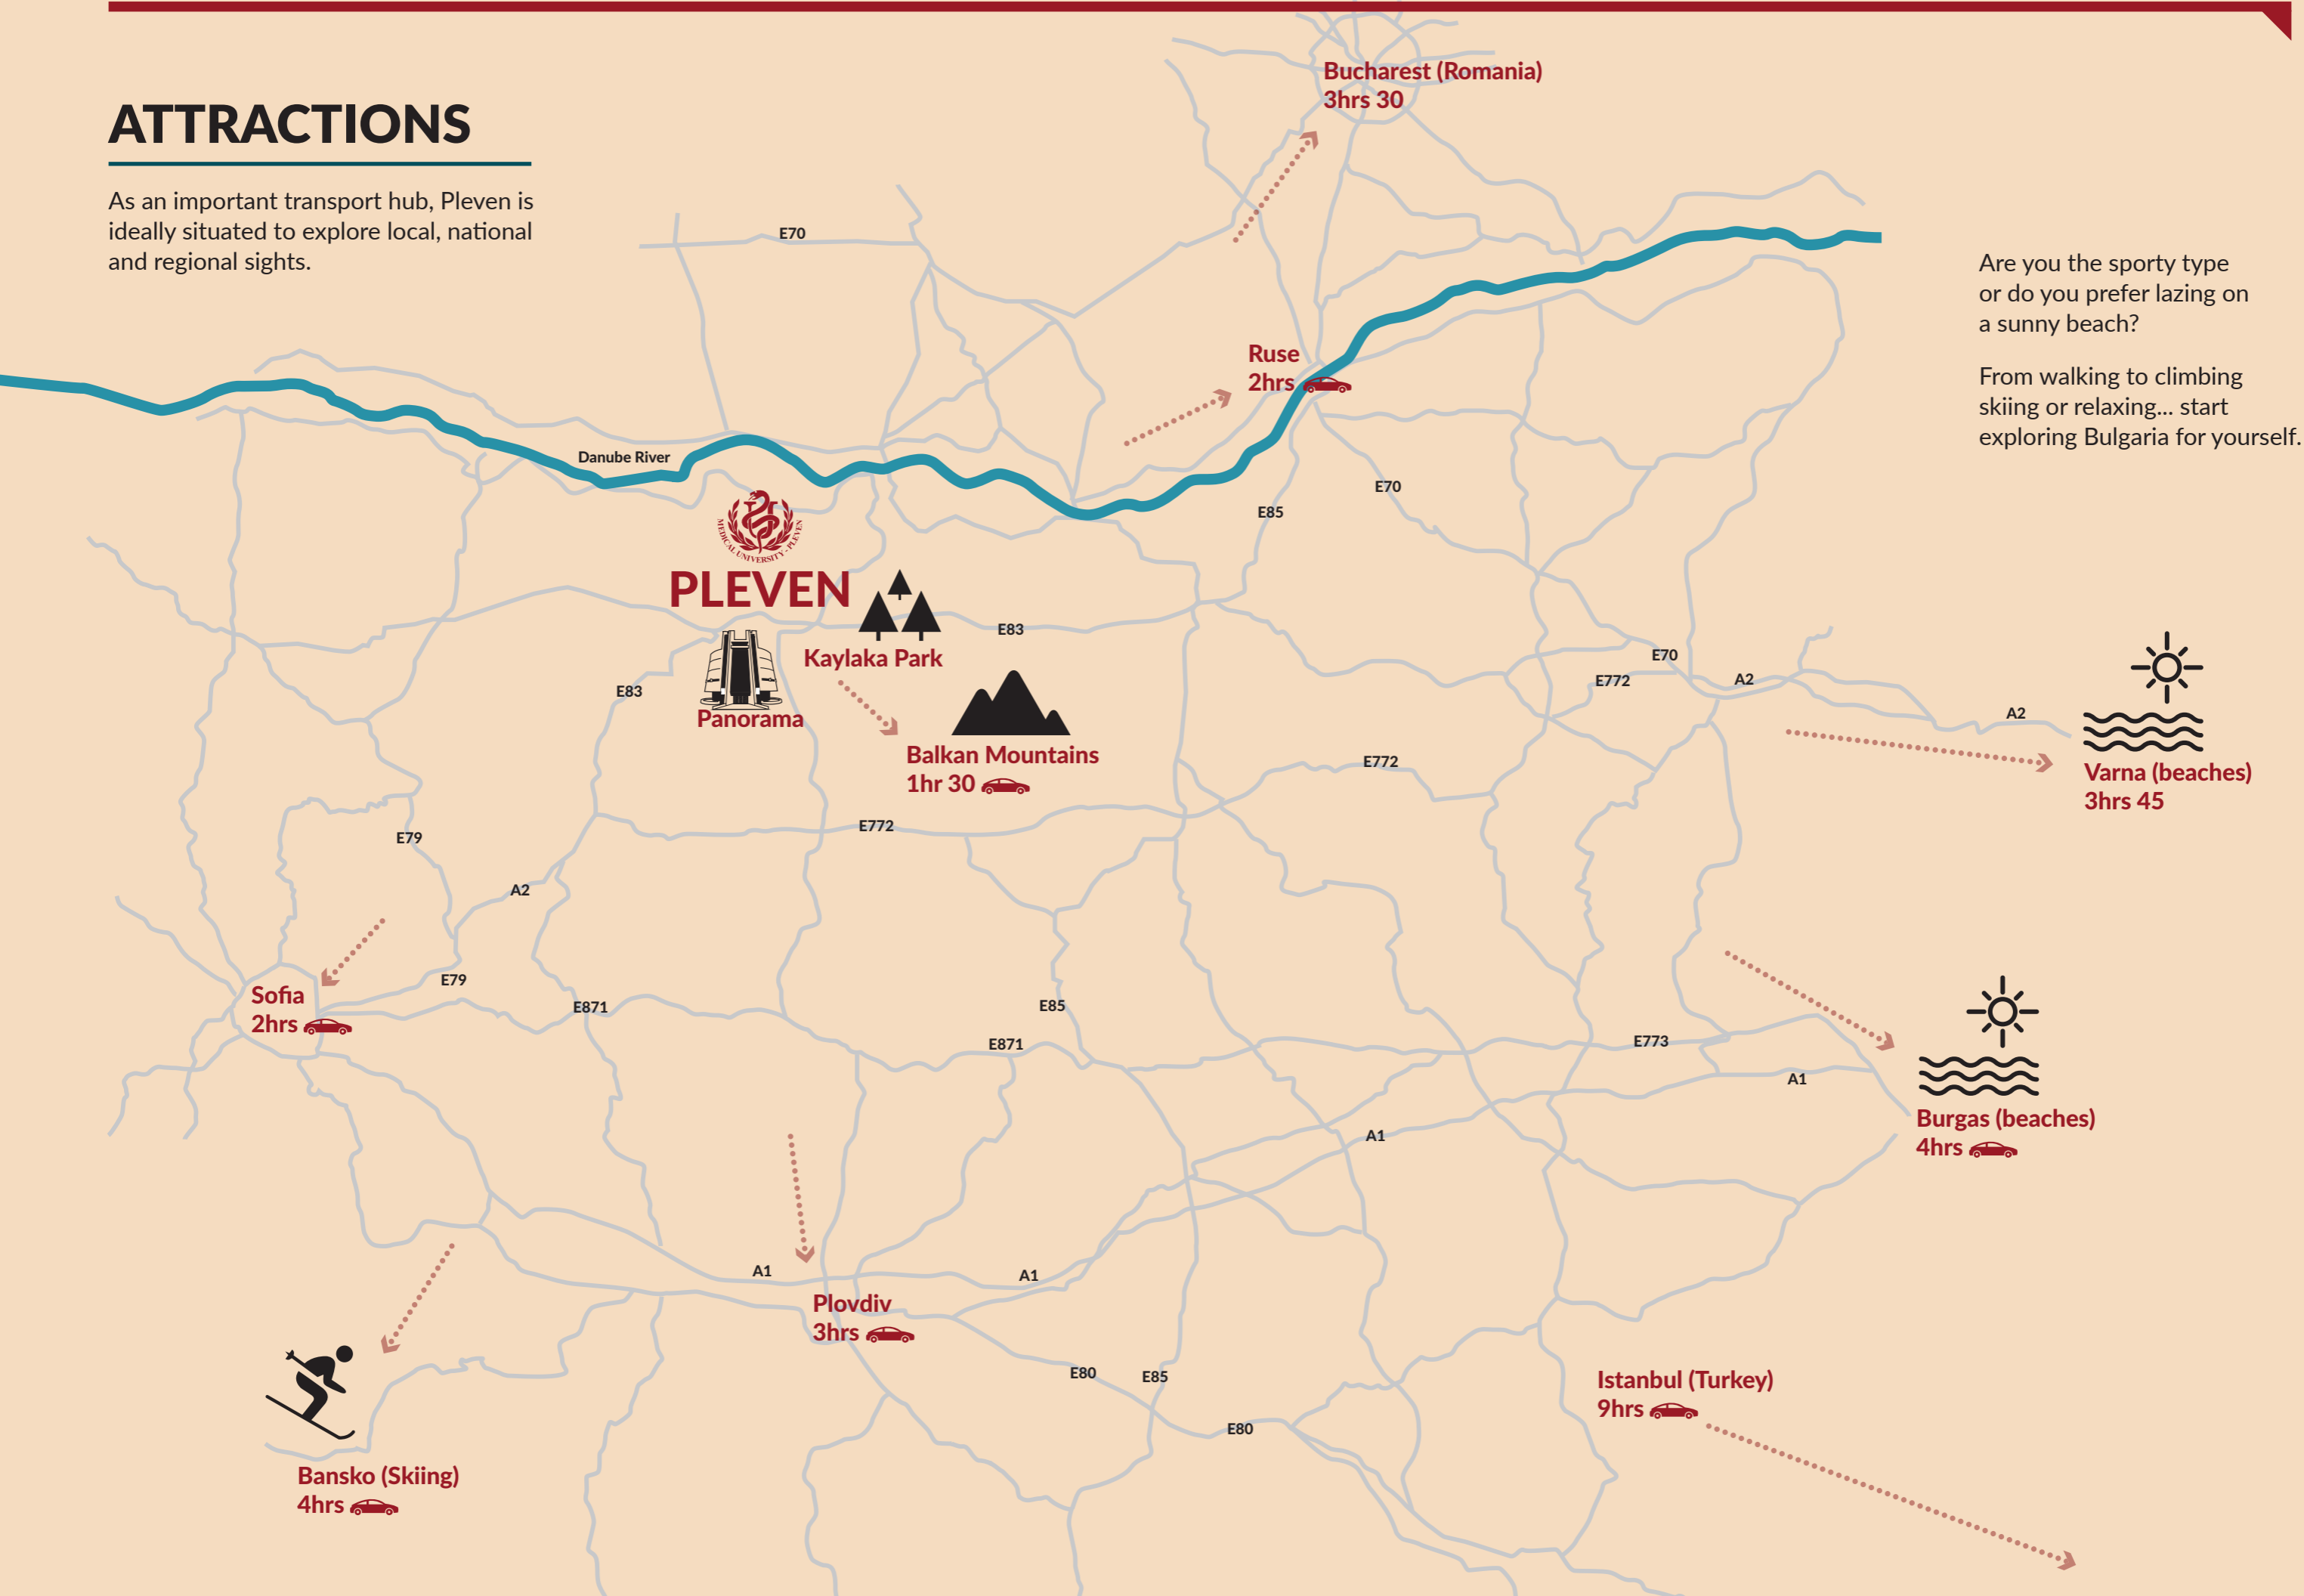 Bucharest (Romania)
3hrs 30
ATTRACTIONS
As an important transport hub, Pleven is
ideally situated to explore local, national
and regional sights.
E70
Are you the sporty type
or do you prefer lazing on
a sunny beach?
From walking to climbing
skiing or relaxing... start
exploring Bulgaria for yourself.
Ruse
2hrs
Danube River
E70
E85
MEDICAL UNIVERSITY - PLEVEN
PLEVEN
E83
Kaylaka Park
E70
E772
A2
E83
Panorama
A2
Balkan Mountains
1hr 30
E772
Varna (beaches)
3hrs 45
E772
E79
A2
E79
Sofia
2hrs
E871
E85
E871
E773
A1
Burgas (beaches)
4hrs
A1
A1
A1
Plovdiv
3hrs
E80
E85
Istanbul (Turkey)
9hrs
E80
Bansko (Skiing)
4hrs